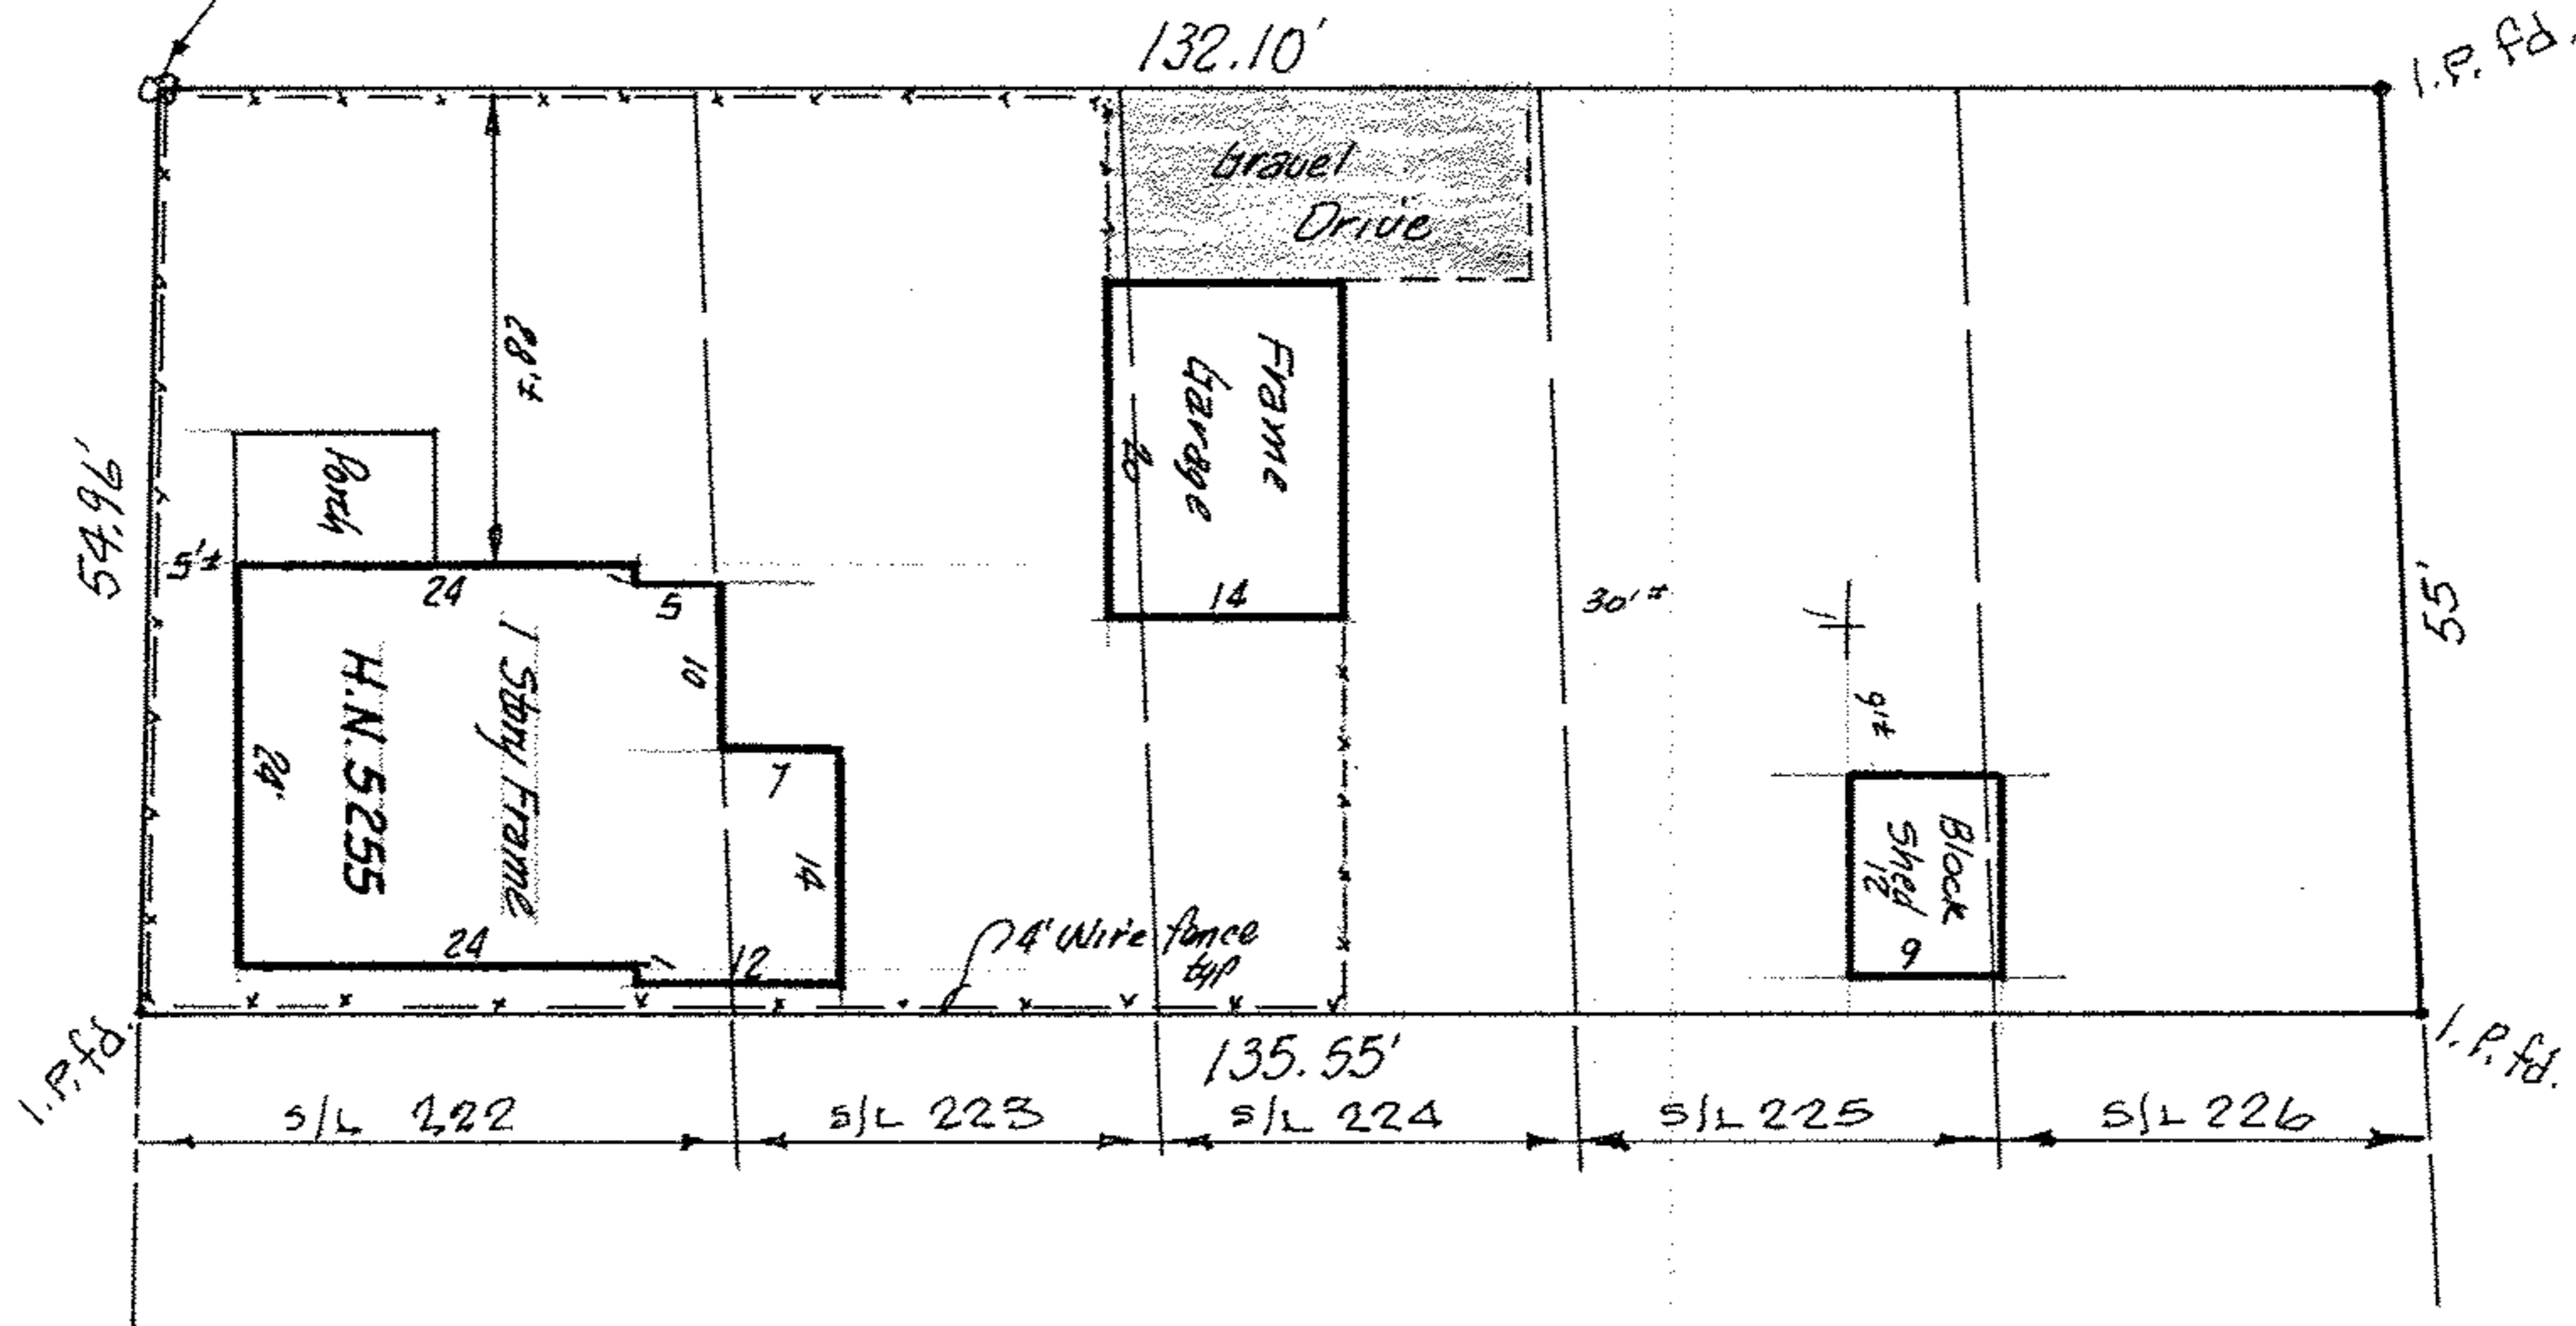 132.10'
I.P. fd.
Gravel
Drive
28'±
54.96'
Porch
5'±
24
1
5
10
7
14
24'
H.N. 5255
1 Story Frame
24
1
12
Frame
Garage
20
14
30'±
9'±
Block
Shed
12
9
55'
4' Wire fence
typ
I.P. fd.
135.55'
I.P. fd.
S/L 222
S/L 223
S/L 224
S/L 225
S/L 226